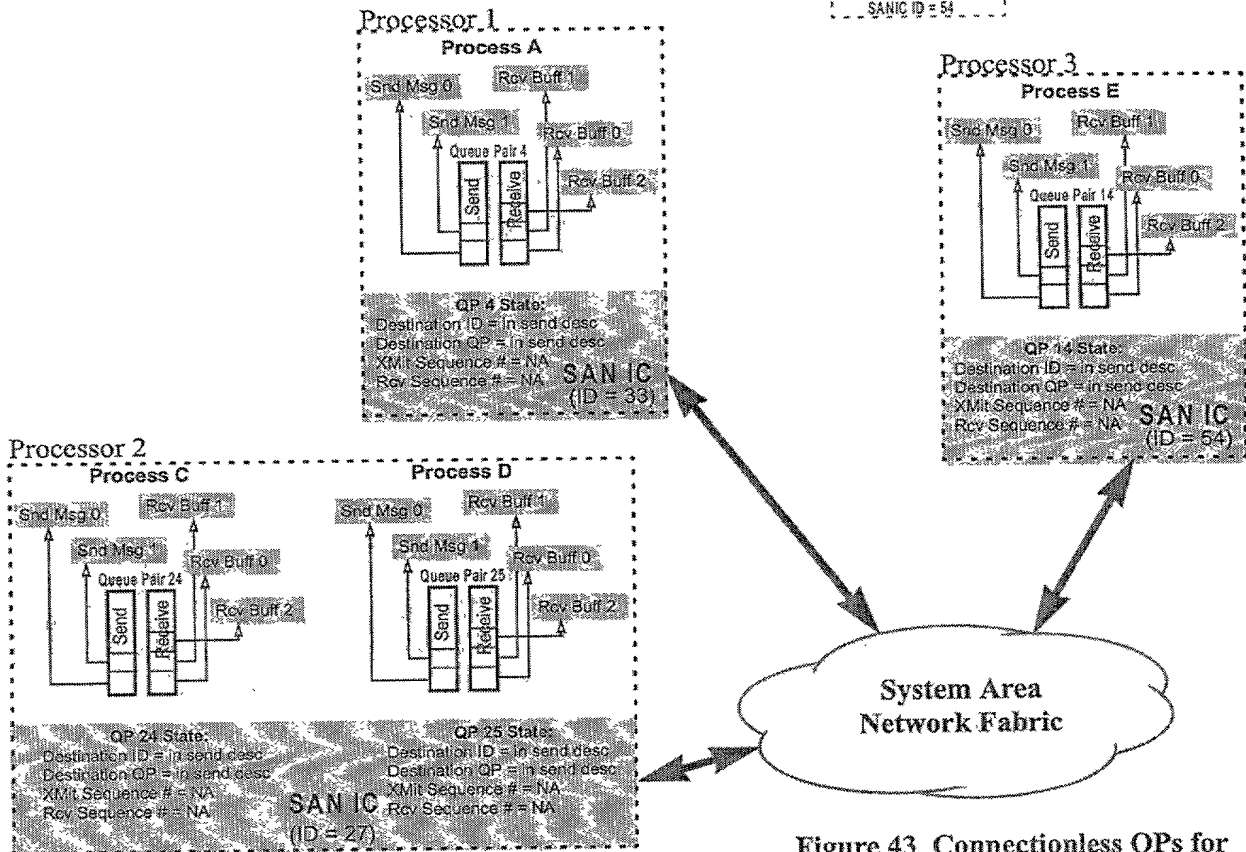 SANIC ID = 54
Processor 1
Process A
Snd Msg 0
Rcv Buff 1
Snd Msg 1
Rcv Buff 0
Queue Pair 4
Rcv Buff 2
Send
Receive
QP 4 State:
Destination ID = in send desc
Destination QP = in send desc
XMit Sequence # = NA
Rcv Sequence # = NA
SAN IC
(ID = 33)
Processor 3
Process E
Snd Msg 0
Rcv Buff 1
Snd Msg 1
Rcv Buff 0
Queue Pair 14
Rcv Buff 2
Send
Receive
QP 14 State:
Destination ID = in send desc
Destination QP = in send desc
XMit Sequence # = NA
Rcv Sequence # = NA
SAN IC
(ID = 54)
Processor 2
Process C
Snd Msg 0
Rcv Buff 1
Snd Msg 1
Rcv Buff 0
Queue Pair 24
Rcv Buff 2
Send
Receive
QP 24 State:
Destination ID = in send desc
Destination QP = in send desc
XMit Sequence # = NA
Rcv Sequence # = NA
Process D
Snd Msg 0
Rcv Buff 1
Snd Msg 1
Rcv Buff 0
Queue Pair 25
Rcv Buff 2
Send
Receive
QP 25 State:
Destination ID = in send desc
Destination QP = in send desc
XMit Sequence # = NA
Rcv Sequence # = NA
SAN IC
(ID = 27)
System Area
Network Fabric
Figure 43 Connectionless QPs for